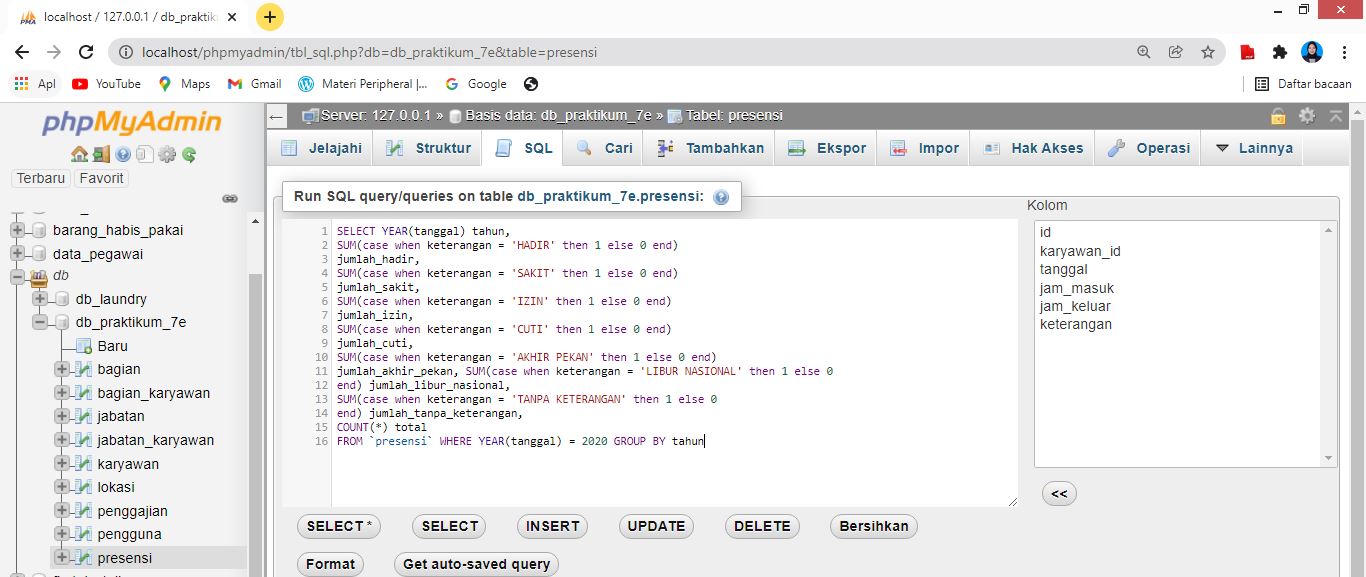 localhost / 127.0.0.1 / db_praktik
localhost/phpmyadmin/tbl_sql.php?db=db_praktikum_7e&table=presensi
Apl YouTube Maps Gmail Materi Peripheral |... Google Daftar bacaan
phpMyAdmin
Terbaru Favorit
barang_habis_pakai
data_pegawai
db
db_laundry
db_praktikum_7e
Baru
bagian
bagian_karyawan
jabatan
jabatan_karyawan
karyawan
lokasi
penggajian
pengguna
presensi
Server: 127.0.0.1 » Basis data: db_praktikum_7e » Tabel: presensi
Jelajahi Struktur SQL Cari Tambahkan Ekspor Impor Hak Akses Operasi Lainnya
Run SQL query/queries on table db_praktikum_7e.presensi:
1 SELECT YEAR(tanggal) tahun,
2 SUM(case when keterangan = 'HADIR' then 1 else 0 end)
3 jumlah_hadir,
4 SUM(case when keterangan = 'SAKIT' then 1 else 0 end)
5 jumlah_sakit,
6 SUM(case when keterangan = 'IZIN' then 1 else 0 end)
7 jumlah_izin,
8 SUM(case when keterangan = 'CUTI' then 1 else 0 end)
9 jumlah_cuti,
10 SUM(case when keterangan = 'AKHIR PEKAN' then 1 else 0 end)
11 jumlah_akhir_pekan, SUM(case when keterangan = 'LIBUR NASIONAL' then 1 else 0
12 end) jumlah_libur_nasional,
13 SUM(case when keterangan = 'TANPA KETERANGAN' then 1 else 0
14 end) jumlah_tanpa_keterangan,
15 COUNT(*) total
16 FROM `presensi` WHERE YEAR(tanggal) = 2020 GROUP BY tahun
Kolom
id
karyawan_id
tanggal
jam_masuk
jam_keluar
keterangan
<<
SELECT * SELECT INSERT UPDATE DELETE Bersihkan
Format Get auto-saved query